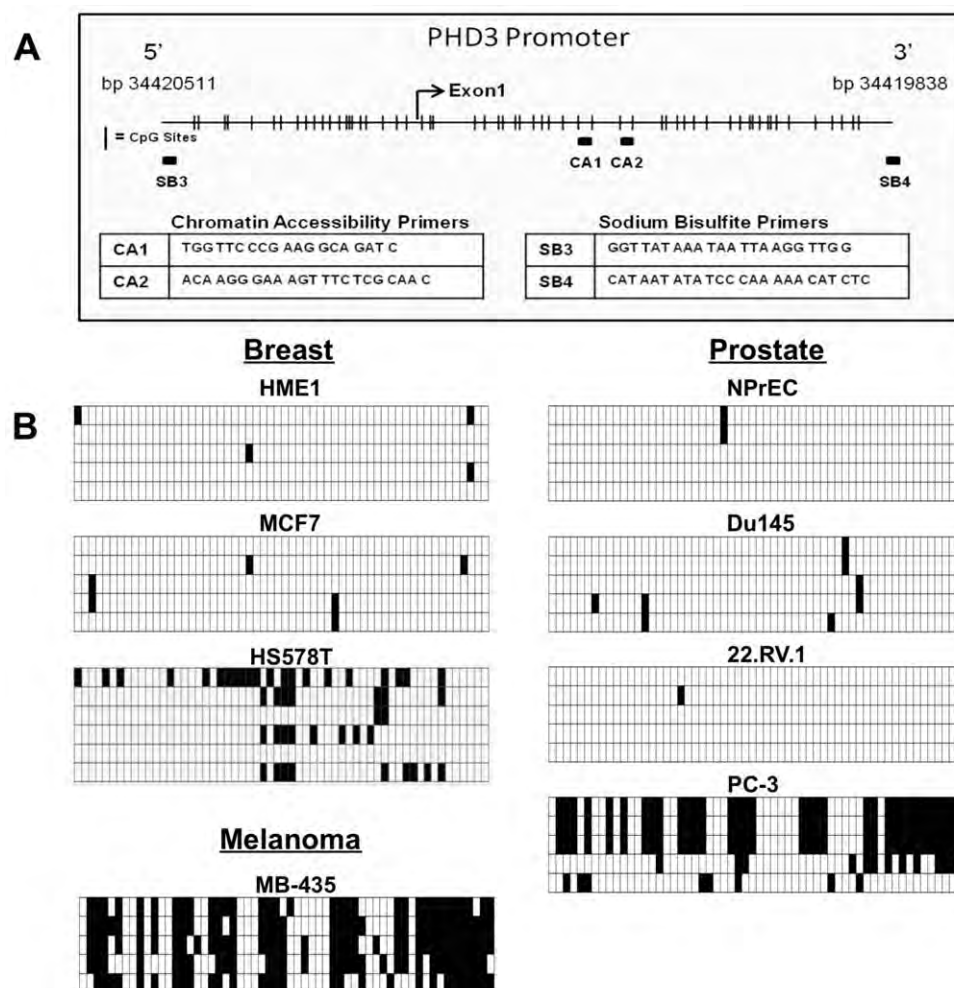 A
PHD3 Promoter
5’ 3’
bp 34420511 bp 34419838
Exon1
| = CpG Sites
CA1 CA2
SB3 SB4
Chromatin Accessibility Primers Sodium Bisulfite Primers
CA1 TGG TTC CCG AAG GCA GAT C SB3 GGT TAT AAA TAA TTA AGG TTG G
CA2 ACA AGG GAA AGT TTC TCG CAA C SB4 CAT AAT ATA TCC CAA AAA CAT CTC
Breast Prostate
HME1 NPrEC
B
MCF7 Du145
HS578T 22.RV.1
PC-3
Melanoma
MB-435